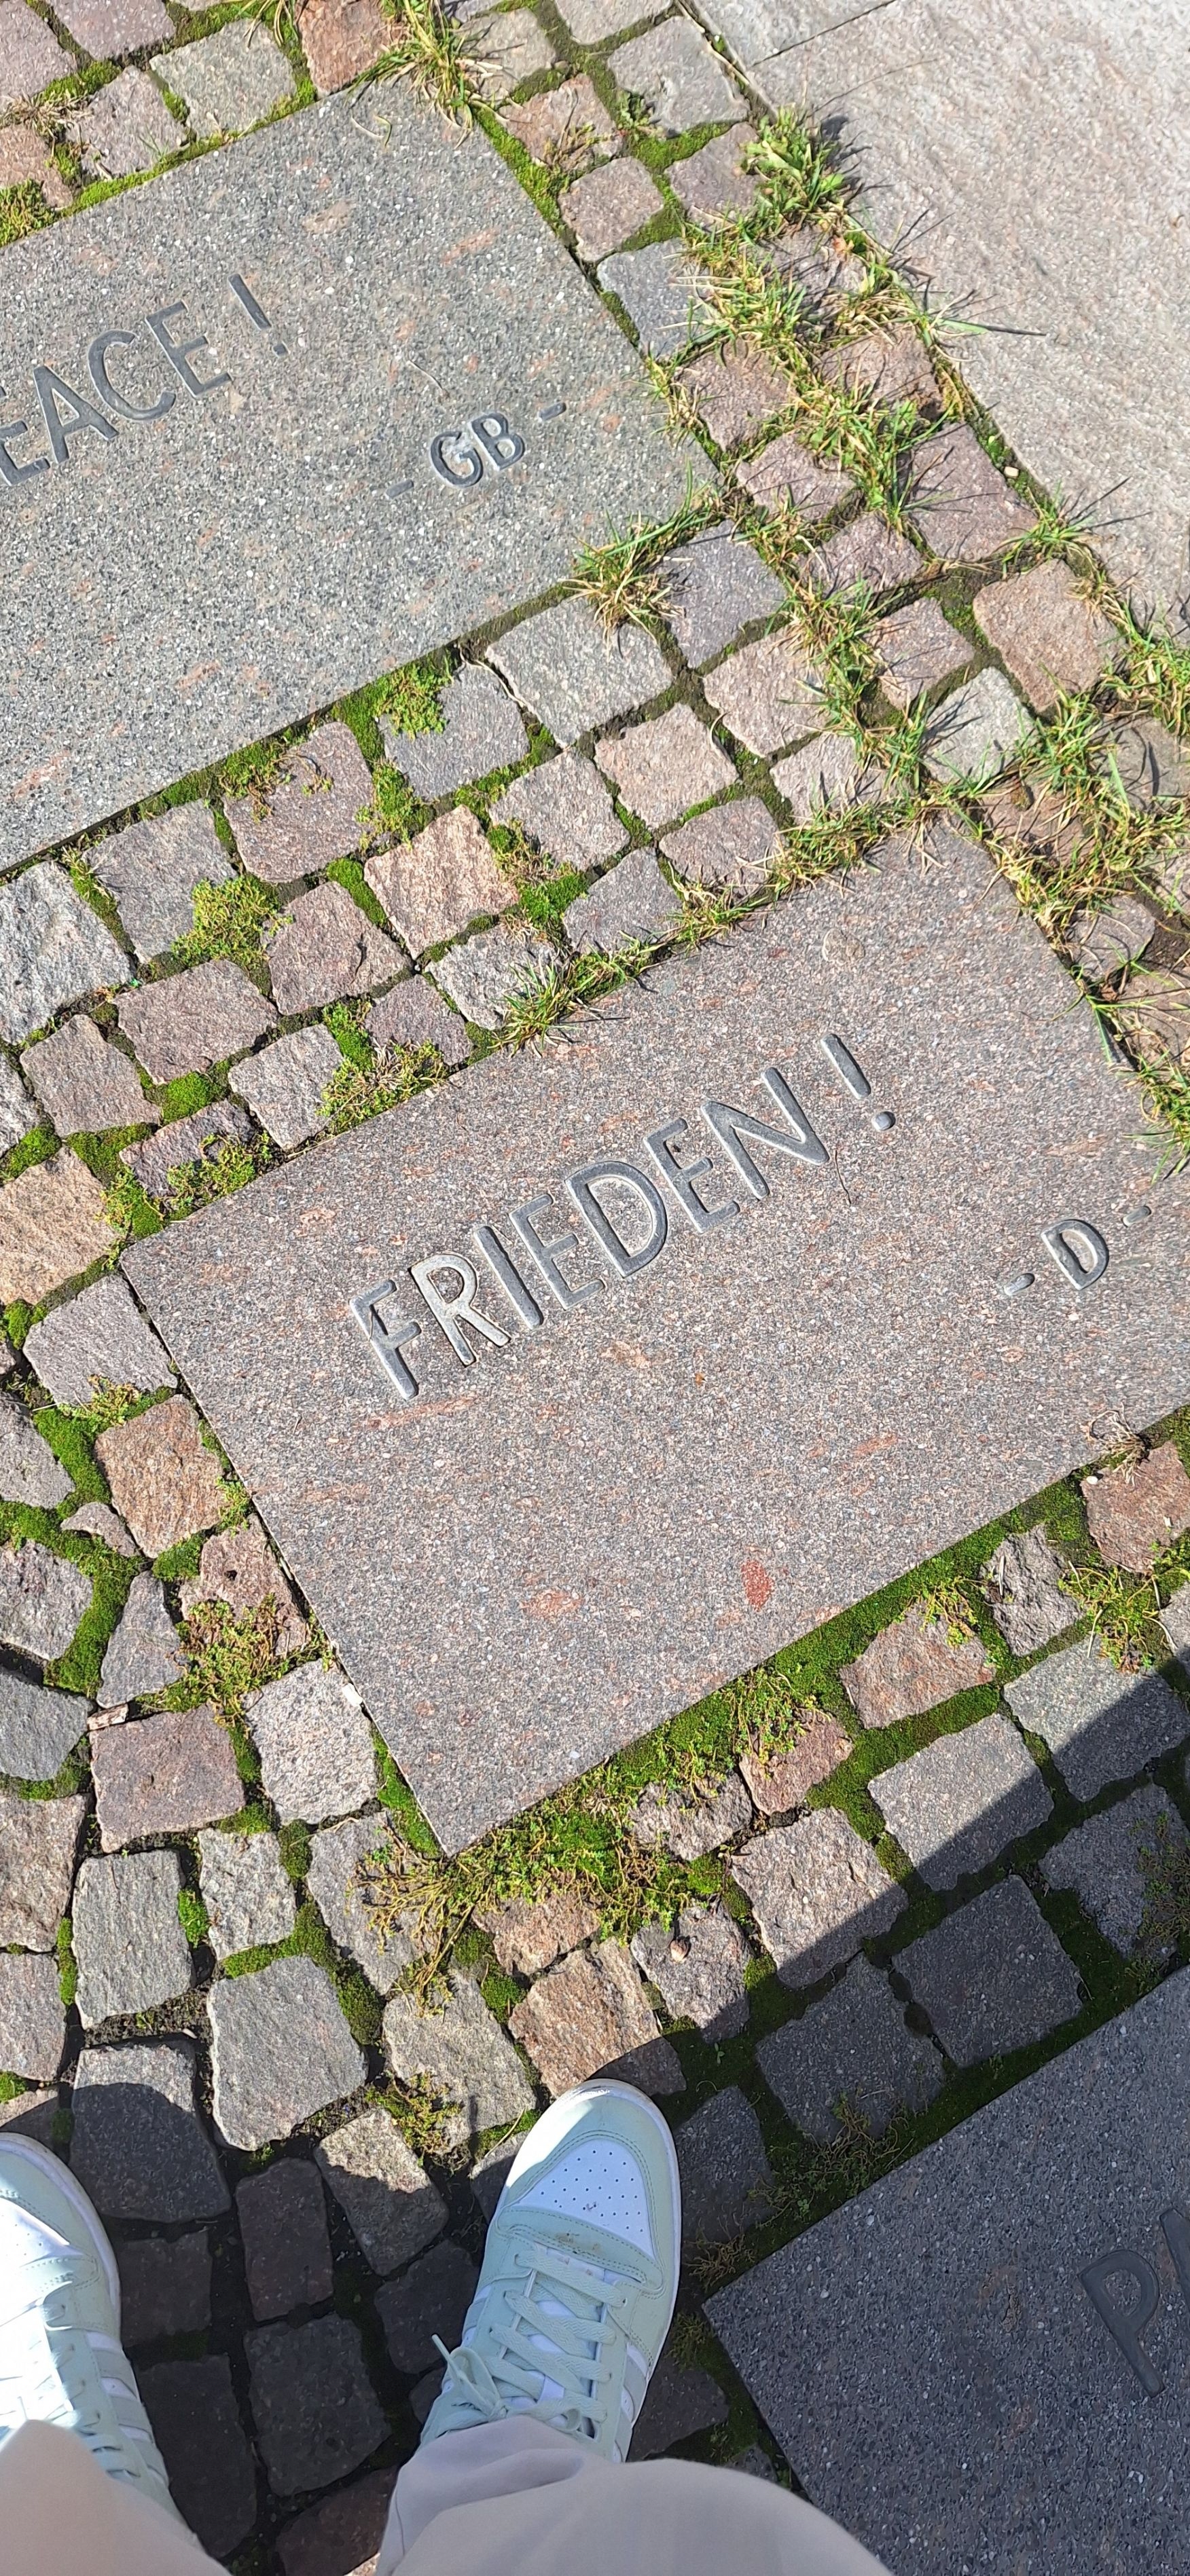 EACE !
- GB -
FRIEDEN !
- D -
P